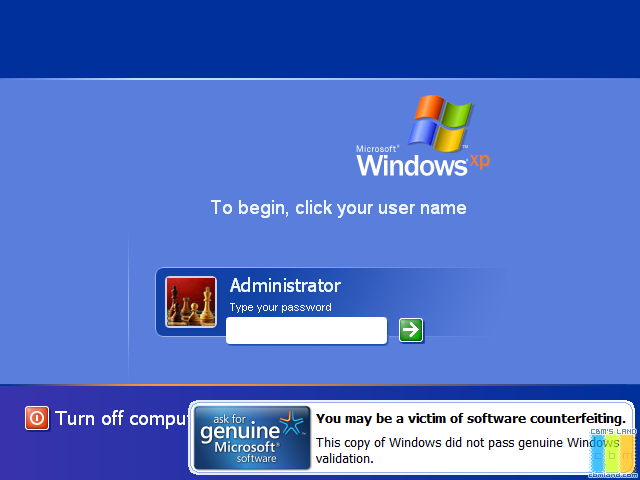 Microsoft®
Windows xp
To begin, click your user name
Administrator
Type your password
Turn off compu
ask for
genuine
Microsoft®
software
You may be a victim of software counterfeiting.
This copy of Windows did not pass genuine Windows
validation.
CBM'S LAND
cbm
cbmland.com